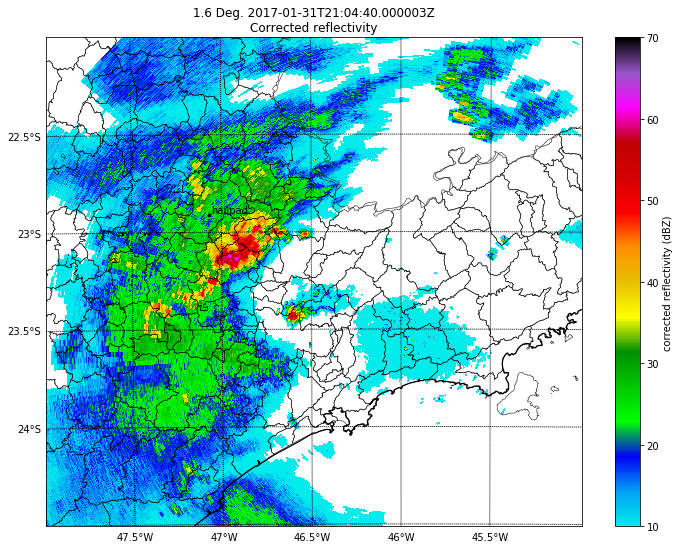 1.6 Deg. 2017-01-31T21:04:40.000003Z
Corrected reflectivity
70
60
50
40
30
20
10
corrected reflectivity (dBZ)
22.5°S
23°S
23.5°S
24°S
47.5°W
47°W
46.5°W
46°W
45.5°W